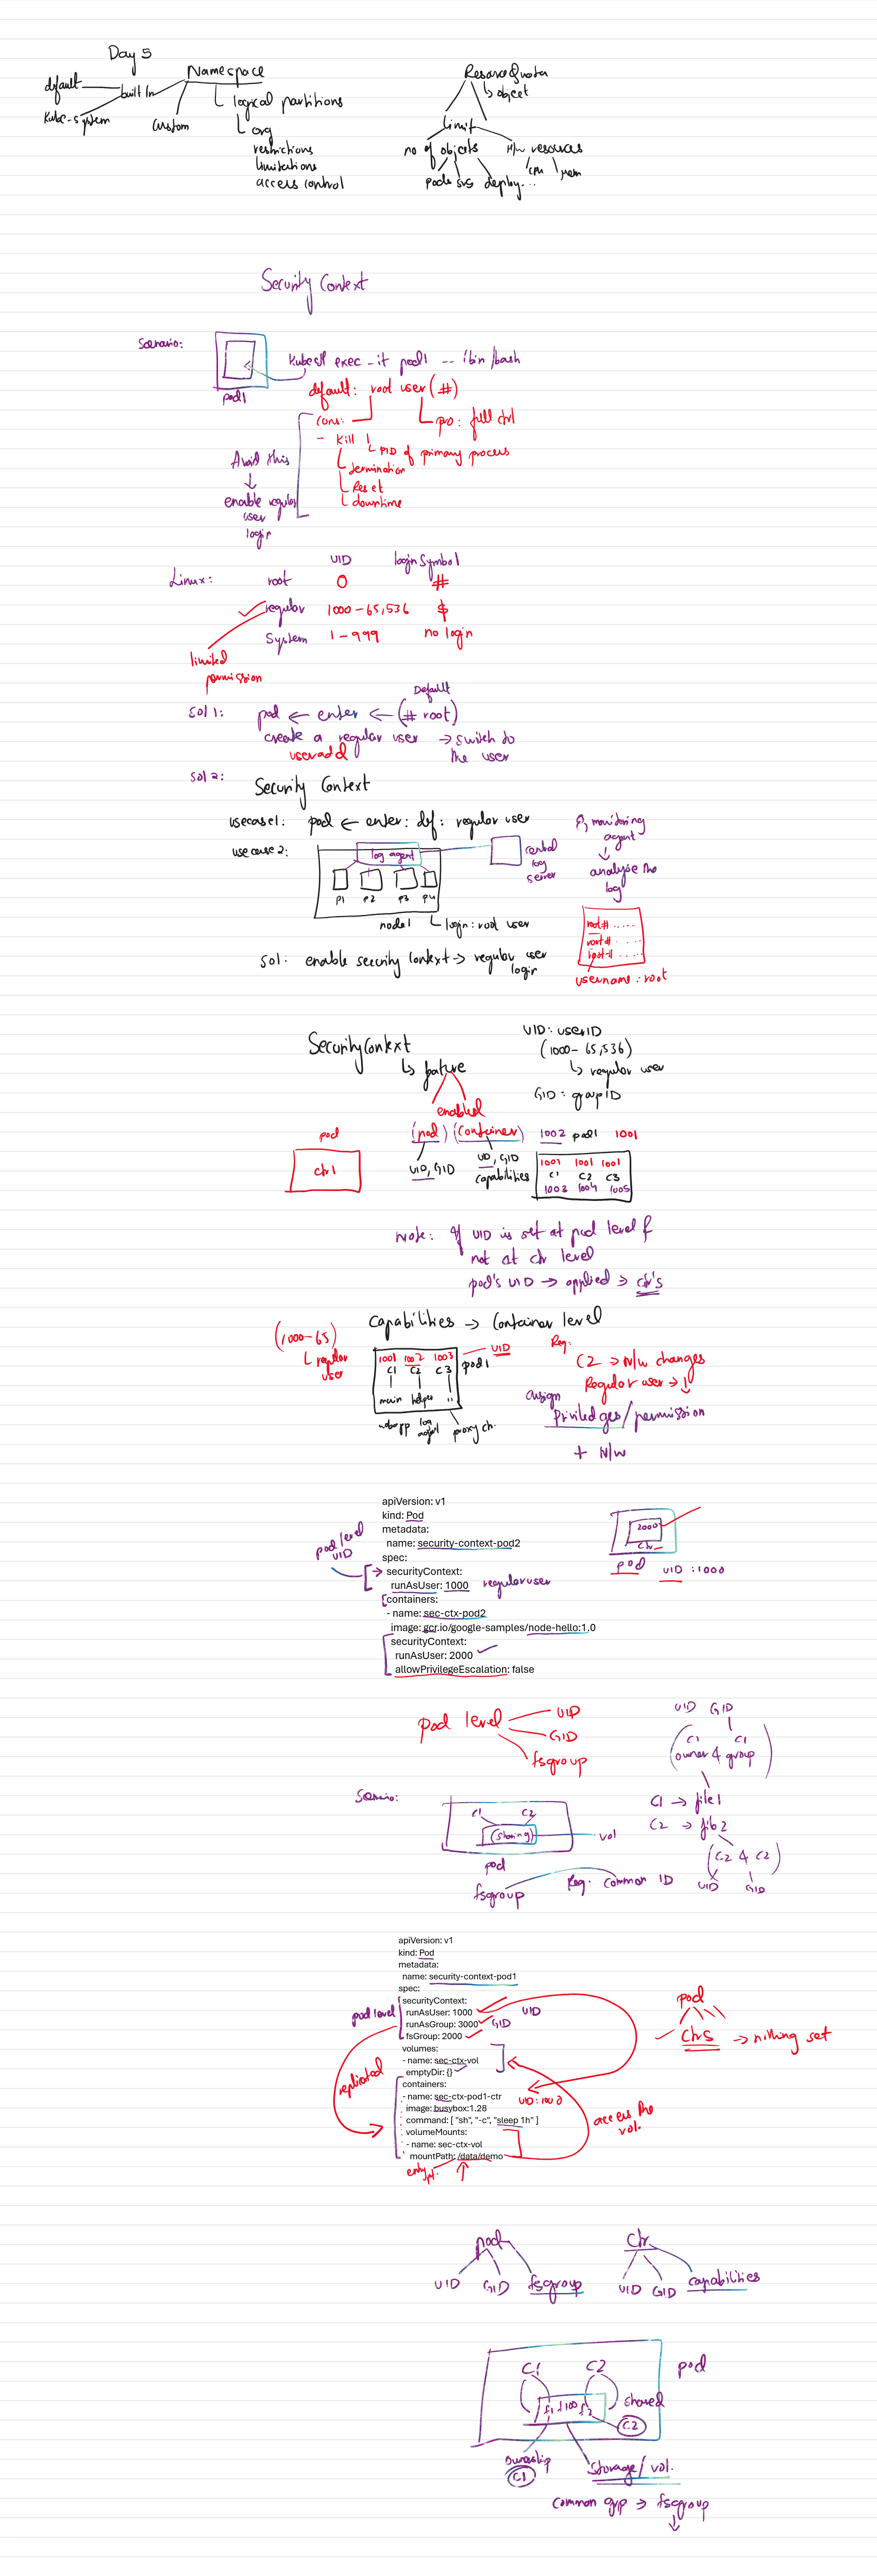 Day 5
Namespace
default
built In
Kube-system
Custom
logical partitions
org
restrictions
limitations
access control
ResourceQuota
object
limit
no of objects
H/w resources
cpu
mem
pods svs deploy...
Security Context
Scenario:
pod1
Kubectl exec -it pod1 -- /bin/bash
default: root user (#)
cons:
pro: full ctrl
- Kill
PID of primary process
termination
Reset
downtime
Avoid this
enable regular
user
login
UID login Symbol
Linux: root 0 #
regular 1000-65,536 $
System 1-999 no login
limited
permission
Default
sol 1: pod ← enter ← (# root)
create a regular user → switch to
useradd the user
sol 2: Security Context
usecase1: pod ← enter: def: regular user
use case 2:
log agent
P1 P2 P3 P4
node1
login: root user
central
log
server
monitoring
agent
analyse the
log
root# .....
root# ....
root# ....
username: root
sol: enable security Context → regular user
login
SecurityContext
feature
enabled
(pod) (Container)
UID, GID
UID, GID
capabilities
UID: userID
(1000-65,536)
regular user
GID: groupID
pod
ctr1
1002 pod1 1001
1001 1001 1001
C1 C2 C3
1003 1004 1005
Note: if UID is set at pod level &
not at ctr level
pod's UID → applied → ctr's
Capabilities → Container level
(1000-65)
regular
user
1001 1002 1003
C1 C2 C3
pod1
UID
main helper "
webapp log
agent
proxy ch.
Req:
C2 → N/w changes
Regular user → ↓
assign
Priviledges/permission
+ N/w
apiVersion: v1
kind: Pod
metadata:
name: security-context-pod2
spec:
securityContext:
runAsUser: 1000
regular user
containers:
- name: sec-ctx-pod2
image: gcr.io/google-samples/node-hello:1.0
securityContext:
runAsUser: 2000
allowPrivilegeEscalation: false
pod level
UID
2000
Ctr
pod
UID : 1000
pod level
UID
GID
fsgroup
UID GID
C1 C1
(owner & group)
C1 → file1
C2 → file2
(C2 & C2)
UID GID
Scenario:
C1 C2
(sharing)
vol
pod
fsgroup
Req. Common ID
apiVersion: v1
kind: Pod
metadata:
name: security-context-pod1
spec:
securityContext:
runAsUser: 1000
UID
runAsGroup: 3000
GID
fsGroup: 2000
volumes:
- name: sec-ctx-vol
emptyDir: {}
containers:
- name: sec-ctx-pod1-ctr
image: busybox:1.28
command: [ "sh", "-c", "sleep 1h" ]
volumeMounts:
- name: sec-ctx-vol
mountPath: /data/demo
pod level
replicated
entry pt.
UID: 1000
access the
vol.
pod
Ctrs → nothing set
pod
UID GID fsgroup
Ctr
UID GID capabilities
C1 C2
pod
f1 f100 f2
shared
C2
ownership
C1
Storage/vol.
Common grp → fsgroup